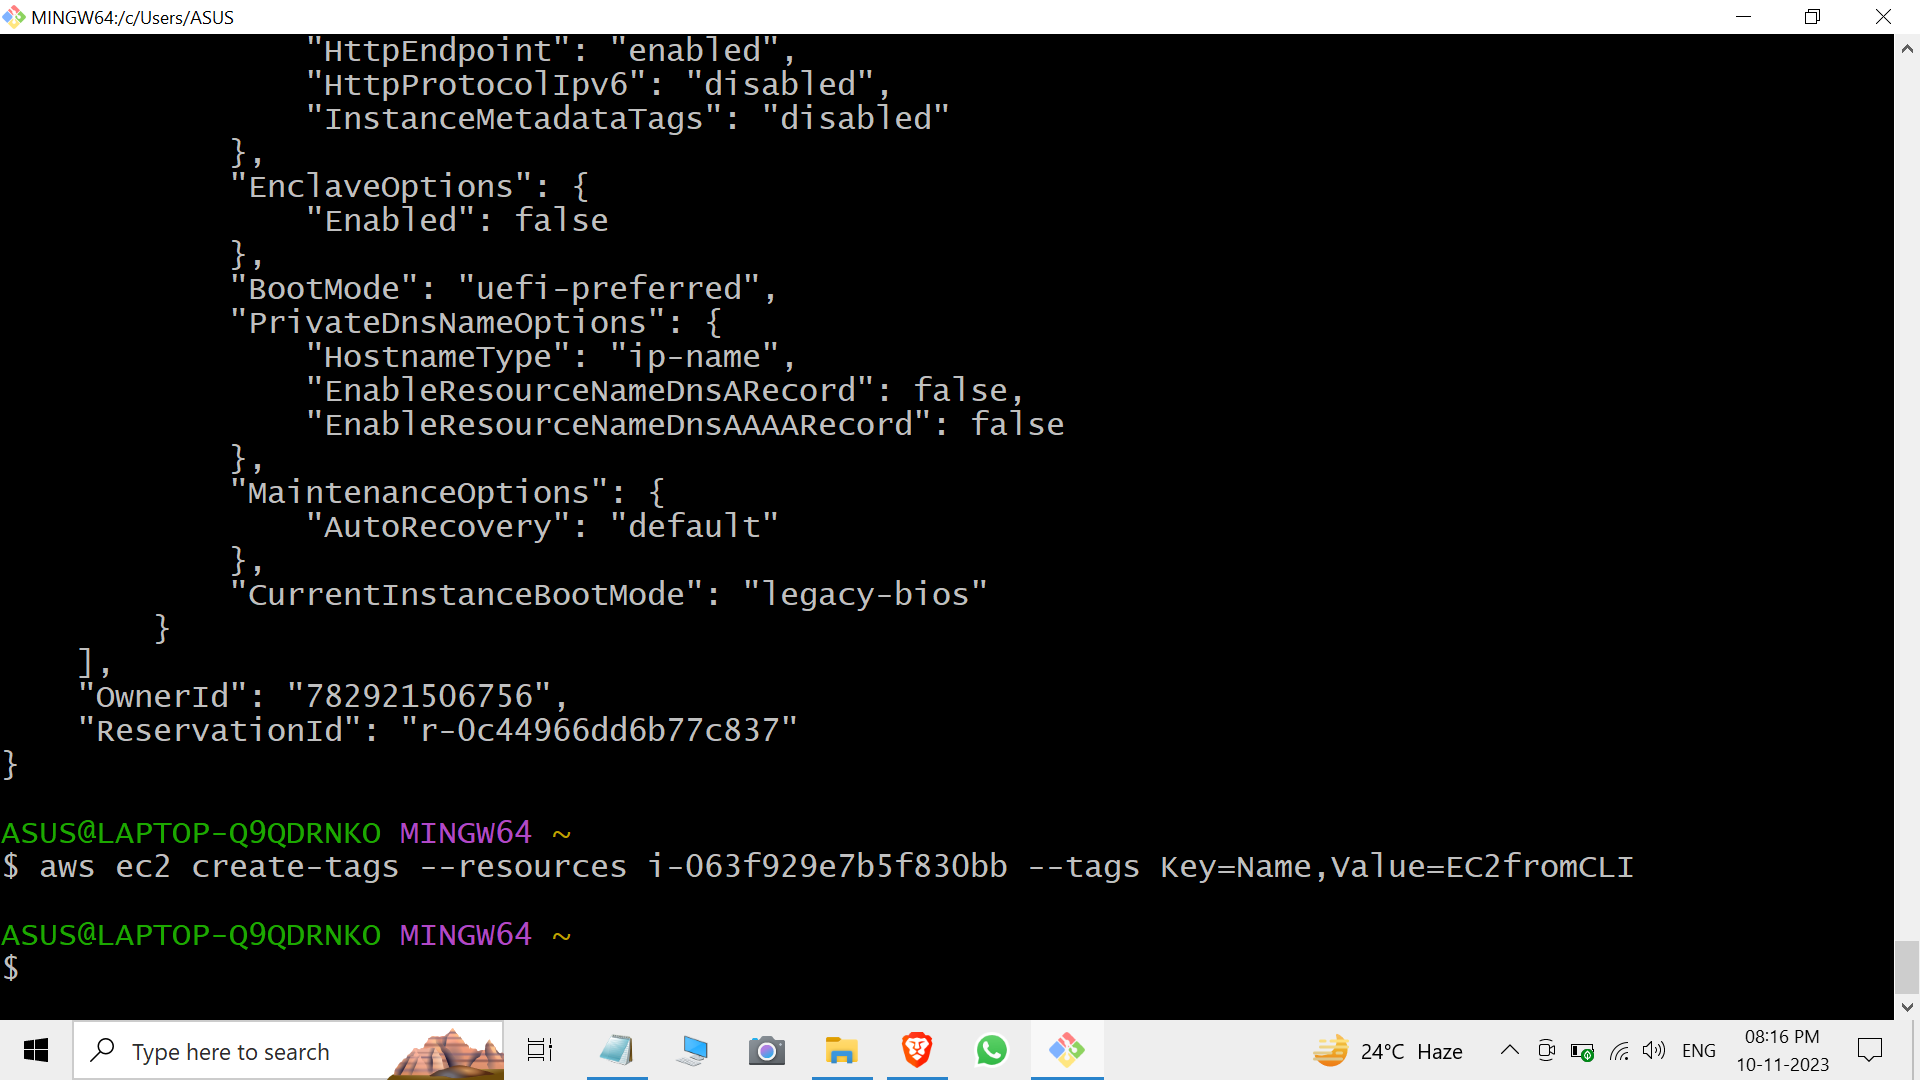 MINGW64:/c/Users/ASUS
"HttpEndpoint": "enabled",
"HttpProtocolIpv6": "disabled",
"InstanceMetadataTags": "disabled"
},
"EnclaveOptions": {
"Enabled": false
},
"BootMode": "uefi-preferred",
"PrivateDnsNameOptions": {
"HostnameType": "ip-name",
"EnableResourceNameDnsARecord": false,
"EnableResourceNameDnsAAAARecord": false
},
"MaintenanceOptions": {
"AutoRecovery": "default"
},
"CurrentInstanceBootMode": "legacy-bios"
}
],
"OwnerId": "782921506756",
"ReservationId": "r-0c44966dd6b77c837"
}
ASUS@LAPTOP-Q9QDRNKO MINGW64 ~
$ aws ec2 create-tags --resources i-063f929e7b5f830bb --tags Key=Name,Value=EC2fromCLI
ASUS@LAPTOP-Q9QDRNKO MINGW64 ~
$
Type here to search
24°C Haze
ENG
08:16 PM
10-11-2023